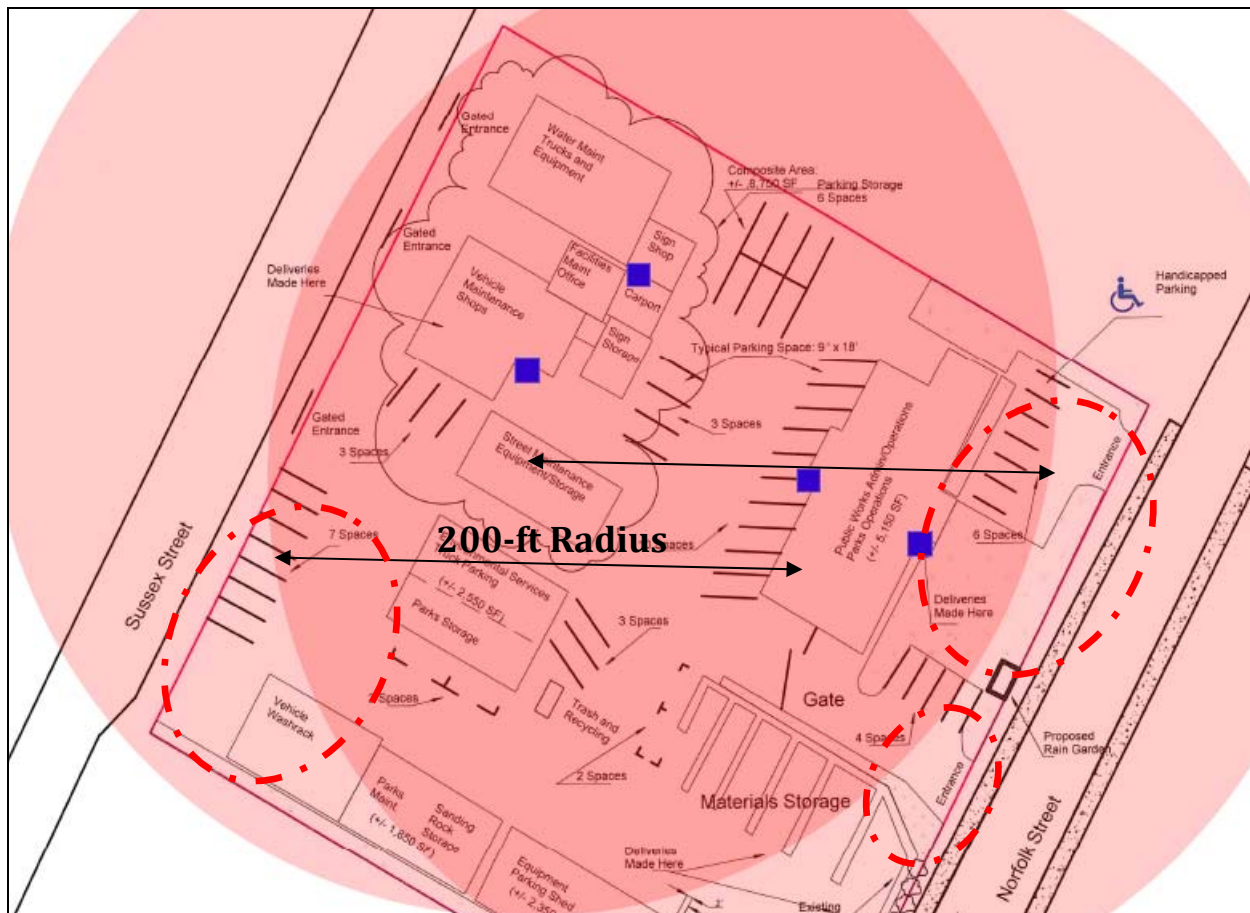 Gated
Entrance
Water Maint
Trucks and
Equipment
Composite Area:
+/- 8,750 SF
Parking Storage
6 Spaces
Sign
Shop
Gated
Entrance
Facilities
Maint
Office
Deliveries
Made Here
Vehicle
Maintenance
Shops
Carport
Sign
Storage
Handicapped
Parking
Typical Parking Space: 9' x 18'
Gated
Entrance
3 Spaces
3 Spaces
Street Maintenance
Equipment/Storage
Public Works Admin/Operations
Parks Operations
(+/- 5,150 SF)
Entrance
6 Spaces
200-ft Radius
7 Spaces
Services
Parking
(+/- 2,550 SF)
Parks Storage
Sussex Street
Deliveries
Made Here
3 Spaces
Spaces
Trash and
Recycling
Gate
4 Spaces
Proposed
Rain Garden
Vehicle
Washrack
2 Spaces
Materials Storage
Entrance
Parks
Maint
Sanding
Rock
Storage
(+/- 1,850 SF)
Deliveries
Made Here
Equipment
Parking Shed
Existing
Norfolk Street